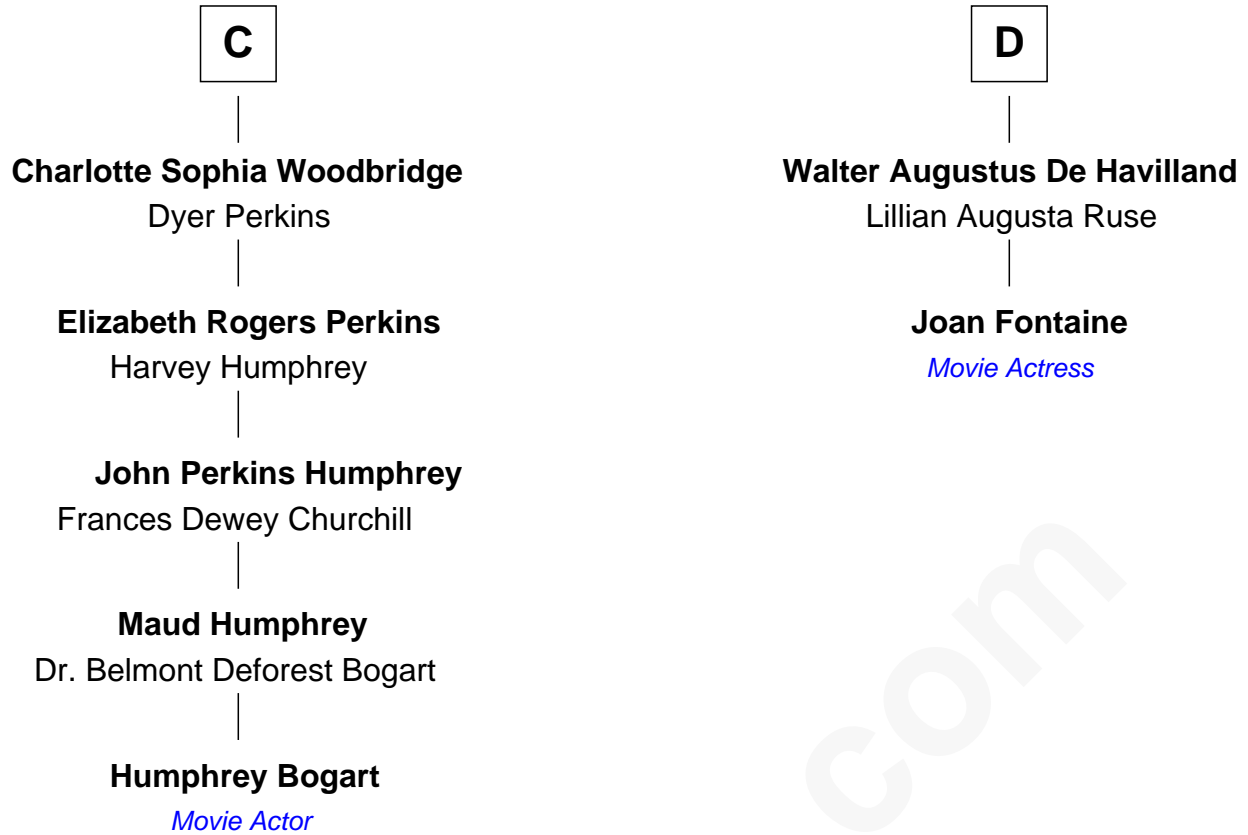 C
Charlotte Sophia Woodbridge
Dyer Perkins
Elizabeth Rogers Perkins
Harvey Humphrey
John Perkins Humphrey
Frances Dewey Churchill
Maud Humphrey
Dr. Belmont Deforest Bogart
Humphrey Bogart
Movie Actor
D
Walter Augustus De Havilland
Lillian Augusta Ruse
Joan Fontaine
Movie Actress
com